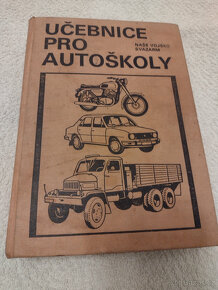 UČEBNICE
PRO
NAŠE VOJSKO
SVAZARM
AUTOŠKOLY